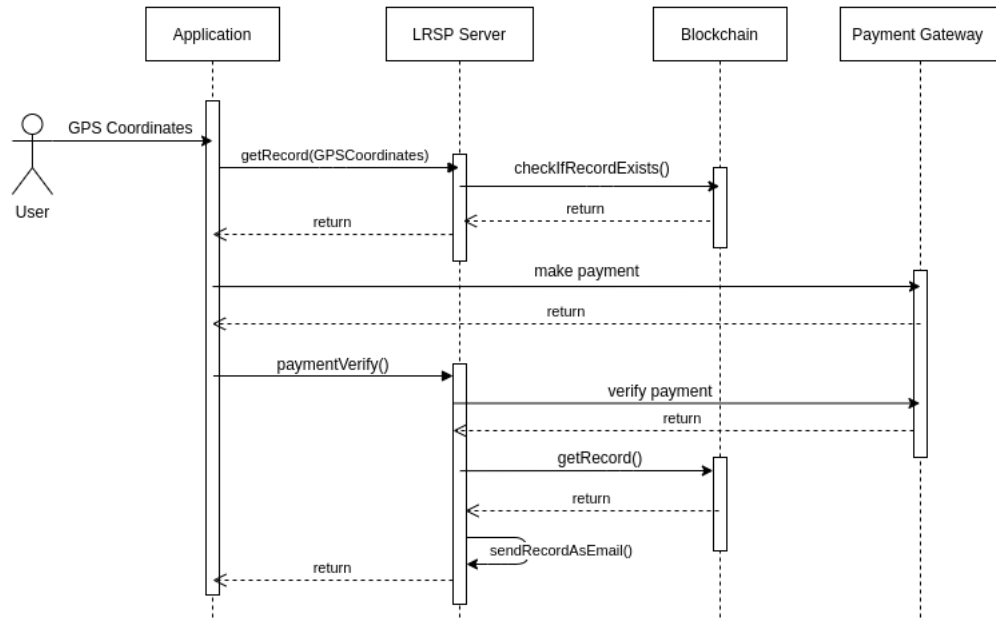 Application
LRSP Server
Blockchain
Payment Gateway
GPS Coordinates
getRecord(GPSCoordinates)
checkIfRecordExists()
User
return
return
make payment
return
paymentVerify()
verify payment
return
getRecord()
return
sendRecordAsEmail()
return